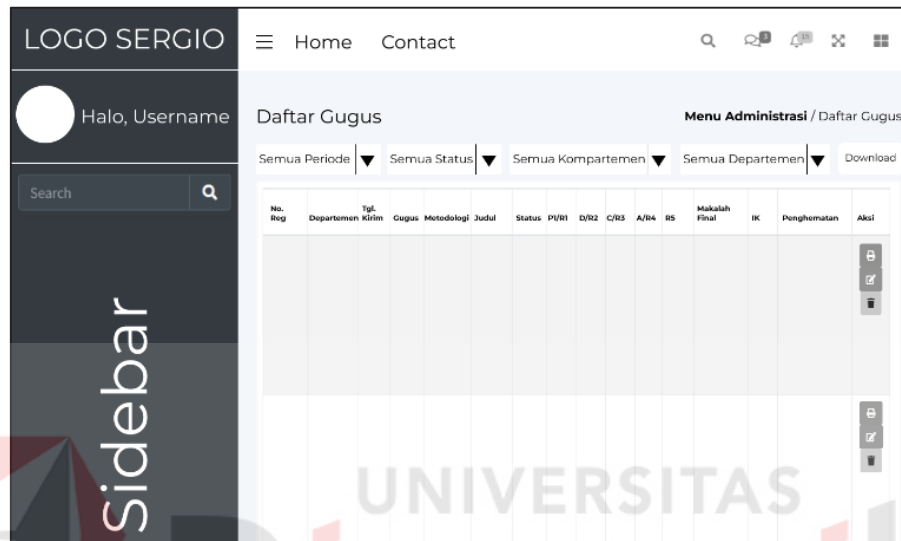 LOGO SERGIO
Home Contact
3
15
Halo, Username
Daftar Gugus
Menu Administrasi / Daftar Gugus
Semua Periode
Semua Status
Semua Kompartemen
Semua Departemen
Download
Search
No. Reg
Departemen
Tgl. Kirim
Gugus
Metodologi
Judul
Status
P1/R1
D/R2
C/R3
A/R4
R5
Makalah Final
IK
Penghematan
Aksi
Sidebar
UNIVERSITAS